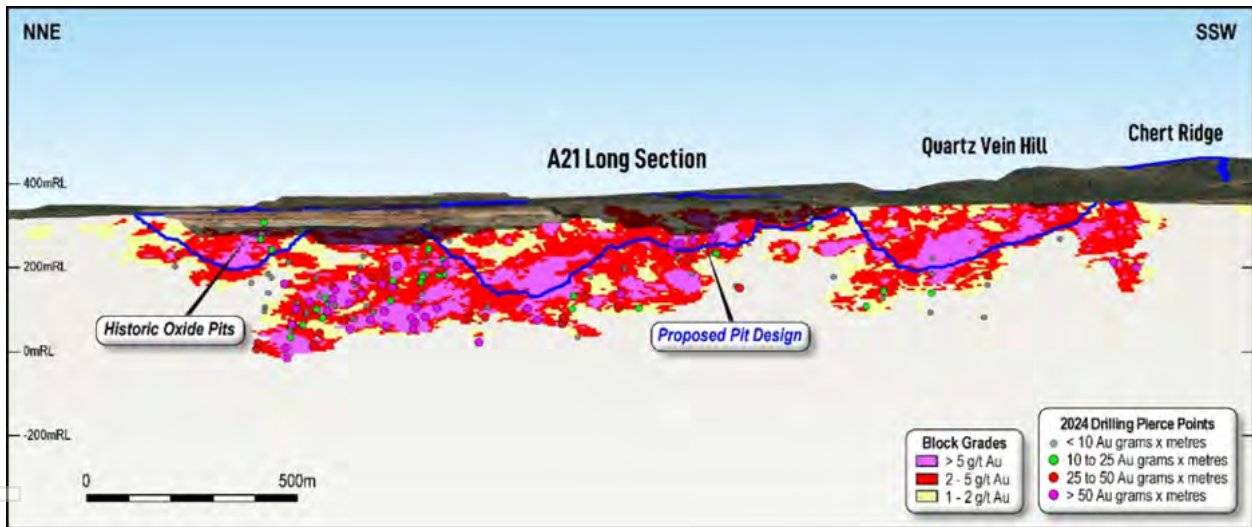 NNE
SSW
Chert Ridge
Quartz Vein Hill
A21 Long Section
400mRL
200mRL
Historic Oxide Pits
Proposed Pit Design
0mRL
-200mRL
0
500m
Block Grades
> 5 g/t Au
2 - 5 g/t Au
1 - 2 g/t Au
2024 Drilling Pierce Points
< 10 Au grams x metres
10 to 25 Au grams x metres
25 to 50 Au grams x metres
> 50 Au grams x metres